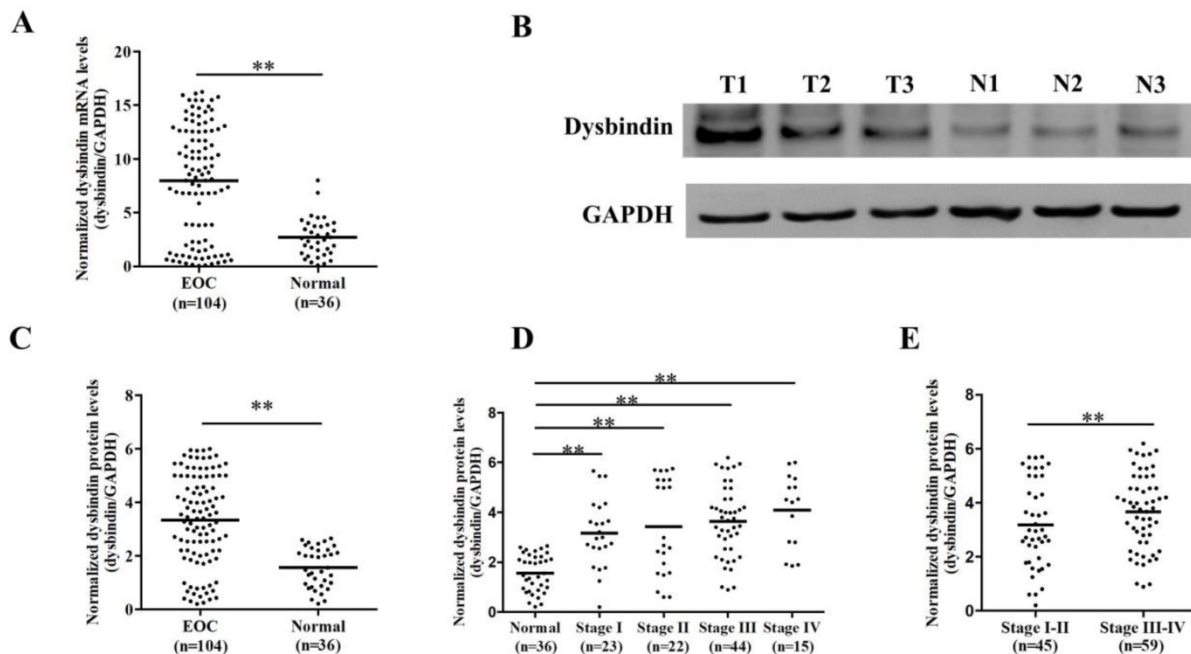 A
Normalized dysbindin mRNA levels
(dysbindin/GAPDH)
20
15
10
5
0
**
EOC
(n=104)
Normal
(n=36)
B
T1 T2 T3 N1 N2 N3
Dysbindin
GAPDH
C
Normalized dysbindin protein levels
(dysbindin/GAPDH)
8
6
4
2
0
**
EOC
(n=104)
Normal
(n=36)
D
Normalized dysbindin protein levels
(dysbindin/GAPDH)
8
6
4
2
0
**
**
**
**
Normal Stage I Stage II Stage III Stage IV
(n=36) (n=23) (n=22) (n=44) (n=15)
E
Normalized dysbindin protein levels
(dysbindin/GAPDH)
8
6
4
2
0
**
Stage I-II Stage III-IV
(n=45) (n=59)